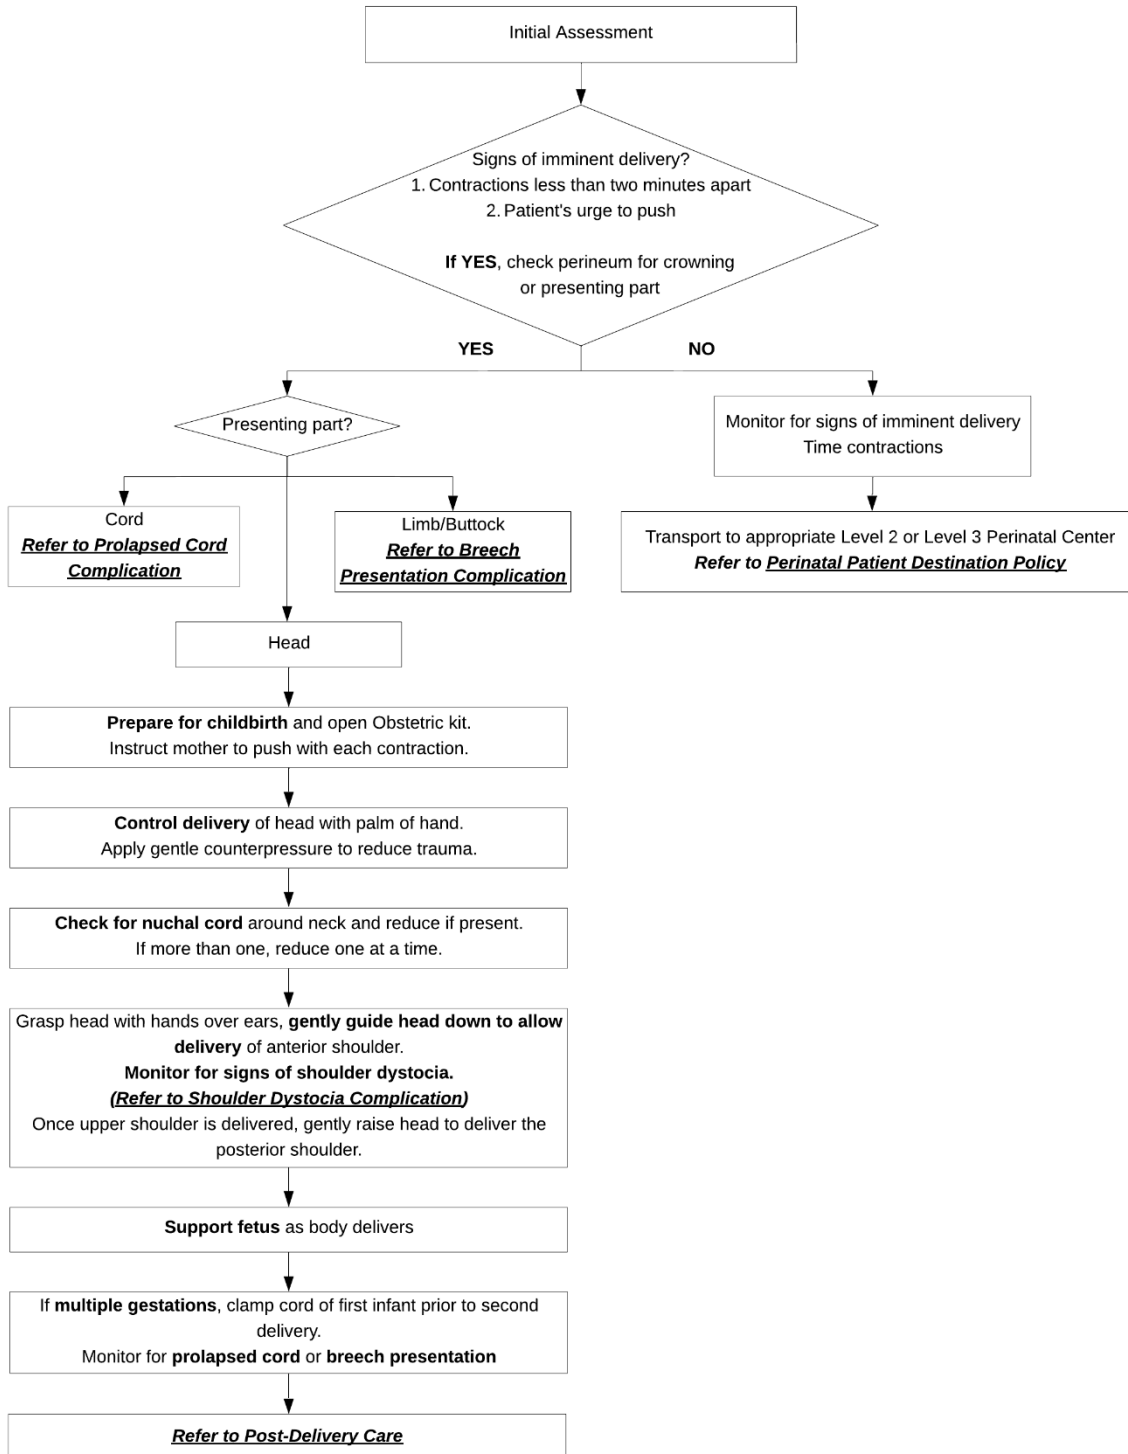 Initial Assessment
Signs of imminent delivery?
1. Contractions less than two minutes apart
2. Patient's urge to push
If YES, check perineum for crowning
or presenting part
YES
NO
Presenting part?
Monitor for signs of imminent delivery
Time contractions
Cord
Refer to Prolapsed Cord
Complication
Limb/Buttock
Refer to Breech
Presentation Complication
Transport to appropriate Level 2 or Level 3 Perinatal Center
Refer to Perinatal Patient Destination Policy
Head
Prepare for childbirth and open Obstetric kit.
Instruct mother to push with each contraction.
Control delivery of head with palm of hand.
Apply gentle counterpressure to reduce trauma.
Check for nuchal cord around neck and reduce if present.
If more than one, reduce one at a time.
Grasp head with hands over ears, gently guide head down to allow
delivery of anterior shoulder.
Monitor for signs of shoulder dystocia.
(Refer to Shoulder Dystocia Complication)
Once upper shoulder is delivered, gently raise head to deliver the
posterior shoulder.
Support fetus as body delivers
If multiple gestations, clamp cord of first infant prior to second
delivery.
Monitor for prolapsed cord or breech presentation
Refer to Post-Delivery Care